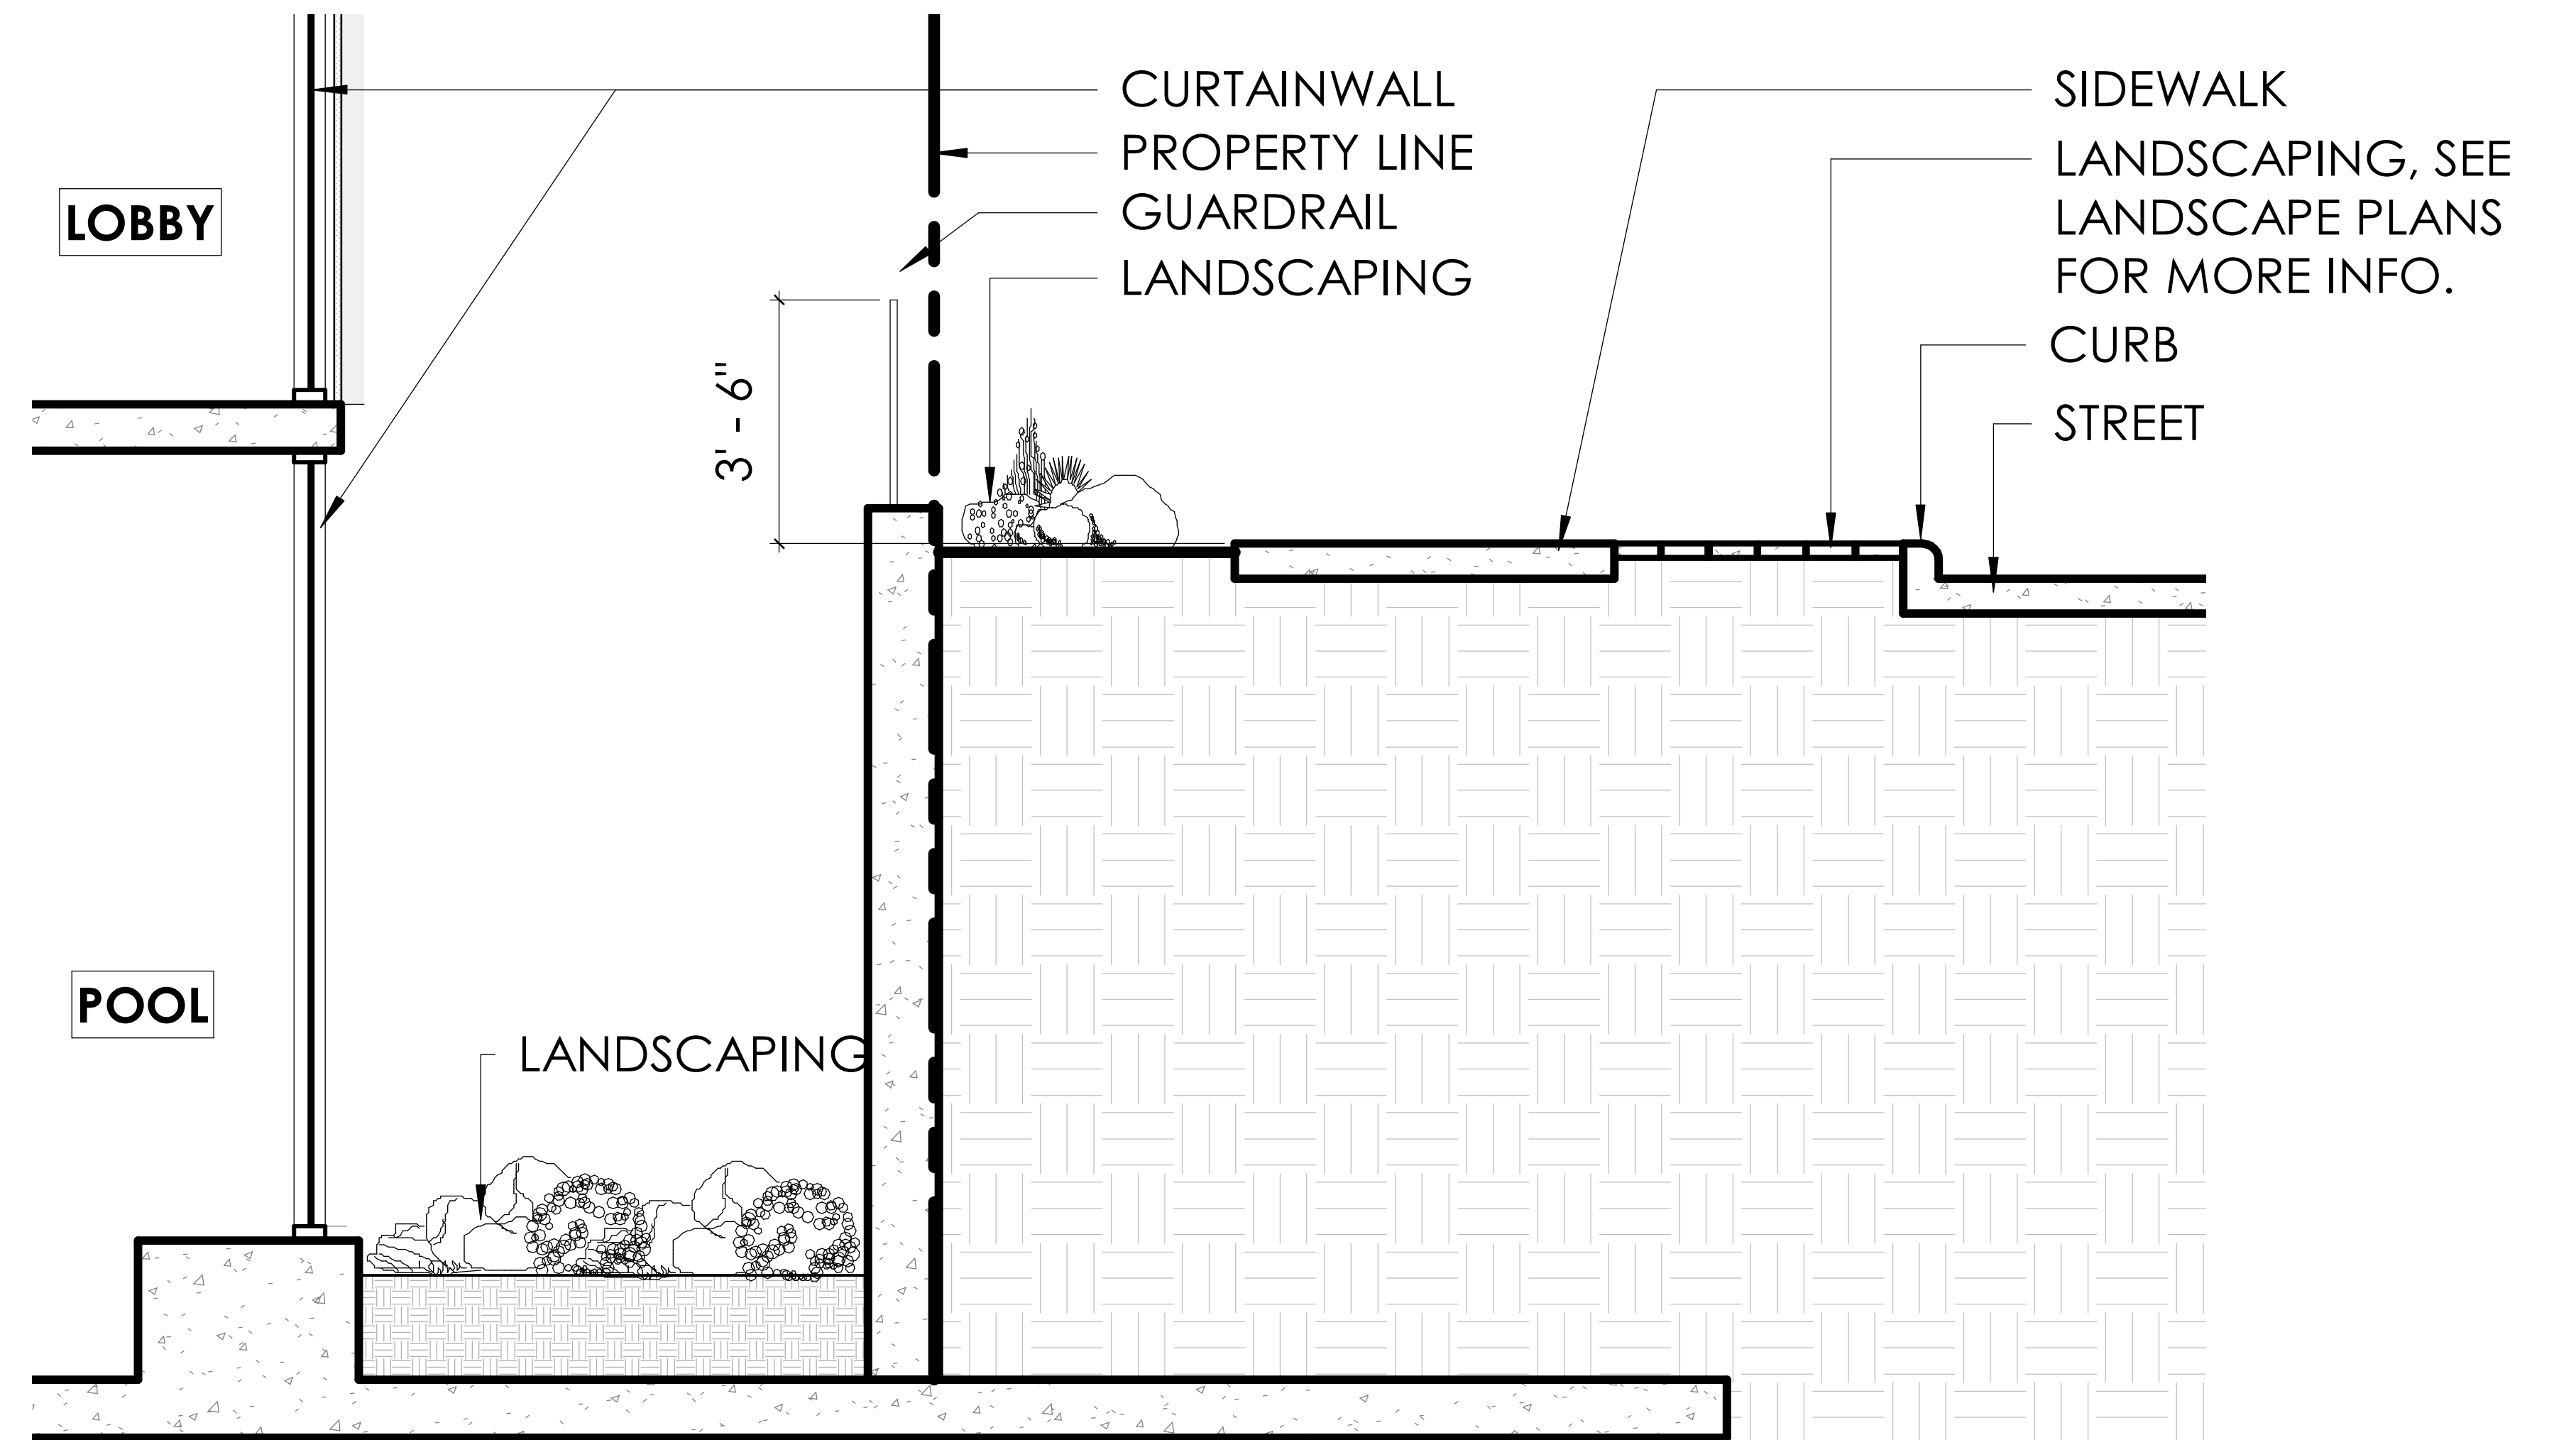 CURTAINWALL
PROPERTY LINE
GUARDRAIL
LANDSCAPING
SIDEWALK
LANDSCAPING, SEE
LANDSCAPE PLANS
FOR MORE INFO.
CURB
STREET
LOBBY
3' - 6"
POOL
LANDSCAPING